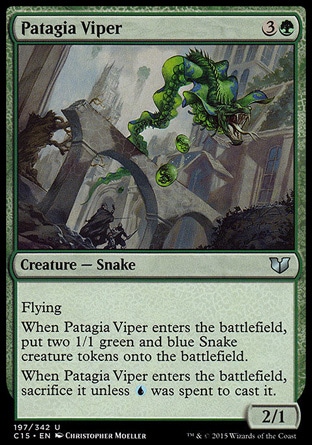 Patagia Viper 3
Creature — Snake
Flying
When Patagia Viper enters the battlefield,
put two 1/1 green and blue Snake
creature tokens onto the battlefield.
When Patagia Viper enters the battlefield,
sacrifice it unless was spent to cast it.
2/1
197/342 U
C15 • EN Christopher Moeller
™ & © 2015 Wizards of the Coast